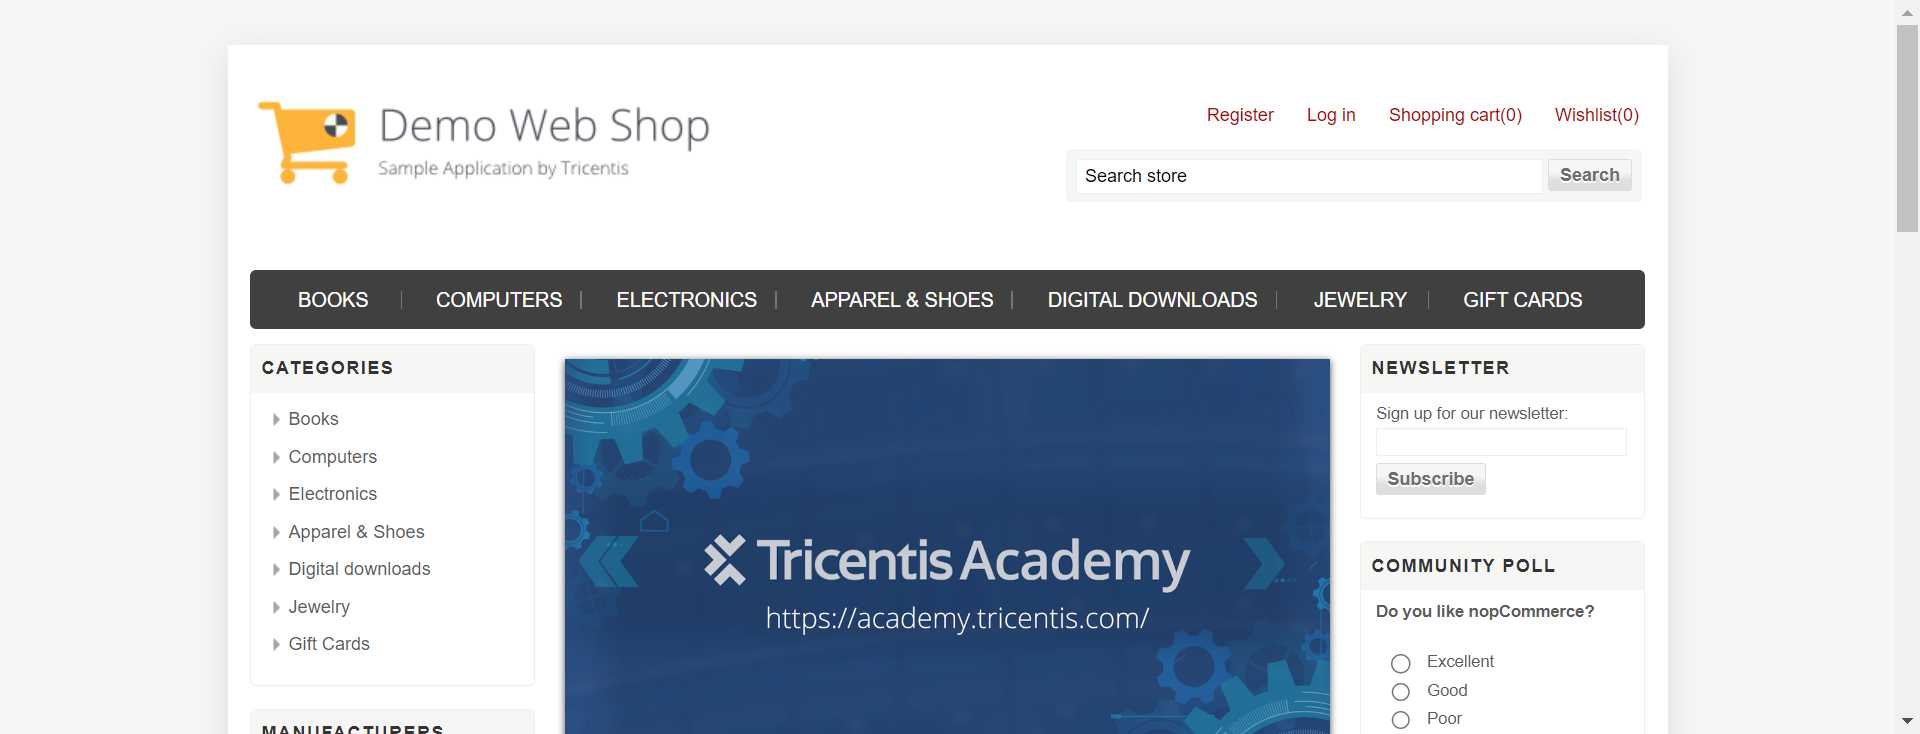 Demo Web Shop
Sample Application by Tricentis
Register Log in Shopping cart(0) Wishlist(0)
Search store Search
BOOKS COMPUTERS ELECTRONICS APPAREL & SHOES DIGITAL DOWNLOADS JEWELRY GIFT CARDS
CATEGORIES
Books
Computers
Electronics
Apparel & Shoes
Digital downloads
Jewelry
Gift Cards
MANUFACTURERS
Tricentis Academy
https://academy.tricentis.com/
NEWSLETTER
Sign up for our newsletter:
Subscribe
COMMUNITY POLL
Do you like nopCommerce?
Excellent
Good
Poor